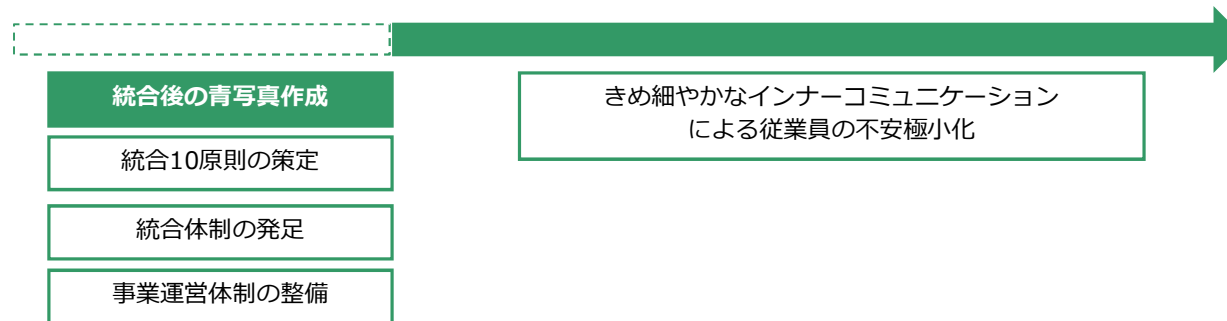 統合後の青写真作成
統合10原則の策定
統合体制の発足
事業運営体制の整備
きめ細やかなインナーコミュニケーション
による従業員の不安極小化